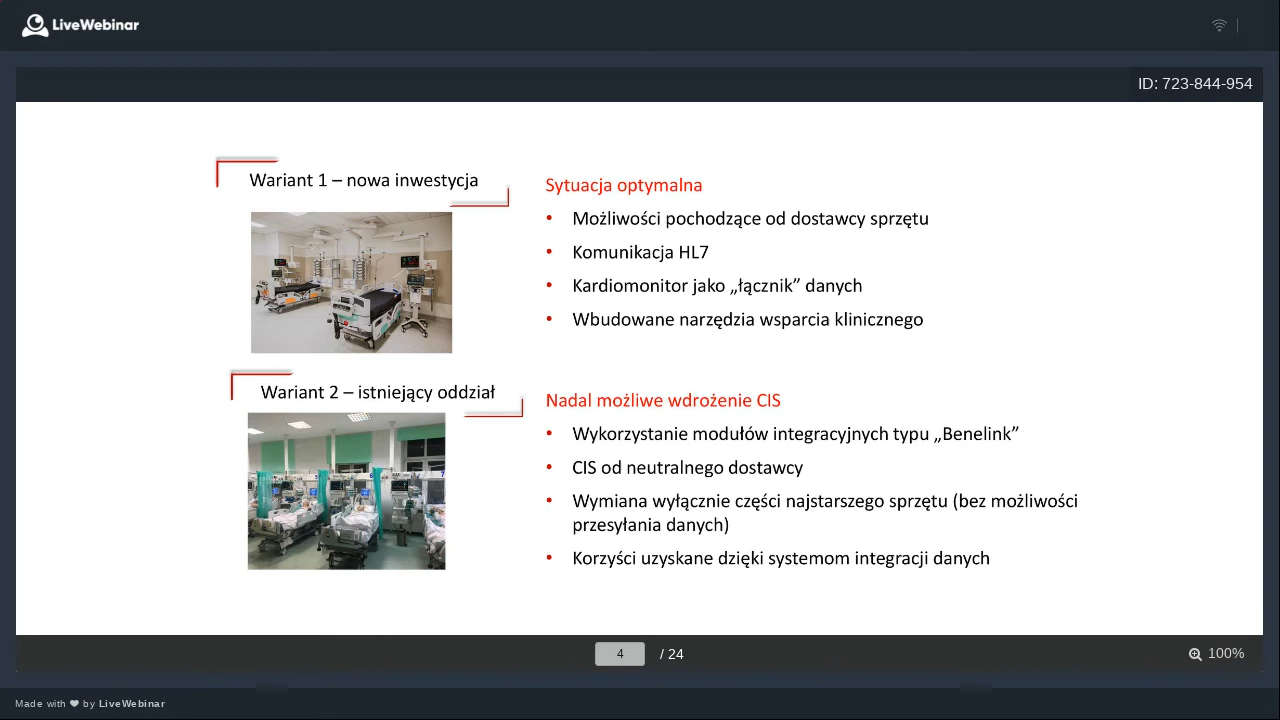 LiveWebinar
ID: 723-844-954
Wariant 1 – nowa inwestycja
Sytuacja optymalna
• Możliwości pochodzące od dostawcy sprzętu
• Komunikacja HL7
• Kardiomonitor jako „łącznik” danych
• Wbudowane narzędzia wsparcia klinicznego
Wariant 2 – istniejący oddział
Nadal możliwe wdrożenie CIS
• Wykorzystanie modułów integracyjnych typu „Benelink”
• CIS od neutralnego dostawcy
• Wymiana wyłącznie części najstarszego sprzętu (bez możliwości
przesyłania danych)
• Korzyści uzyskane dzięki systemom integracji danych
4 / 24
100%
Made with ❤ by LiveWebinar